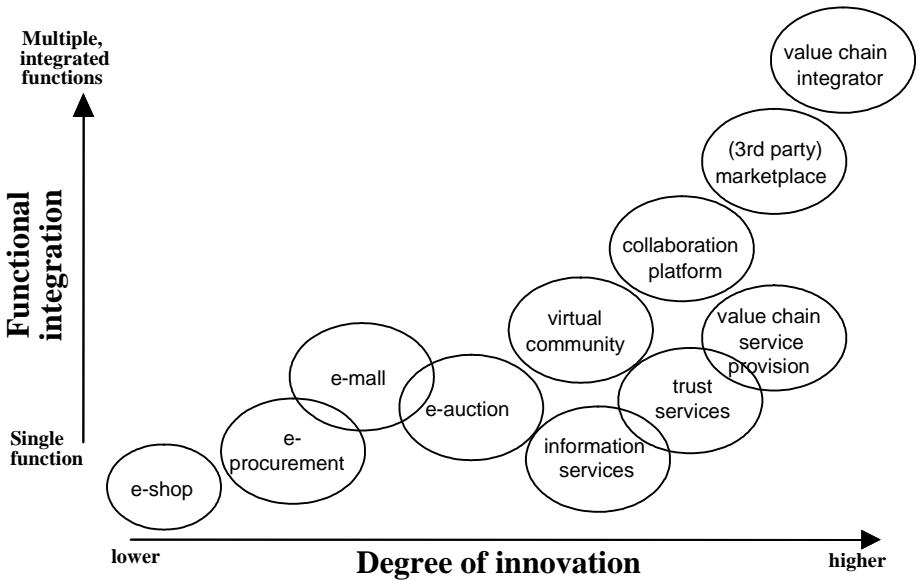 Multiple,
integrated
functions
Functional
integration
Single
function
value chain
integrator
(3rd party)
marketplace
collaboration
platform
virtual
community
value chain
service
provision
e-mall
e-auction
trust
services
e-
procurement
information
services
e-shop
lower
Degree of innovation
higher